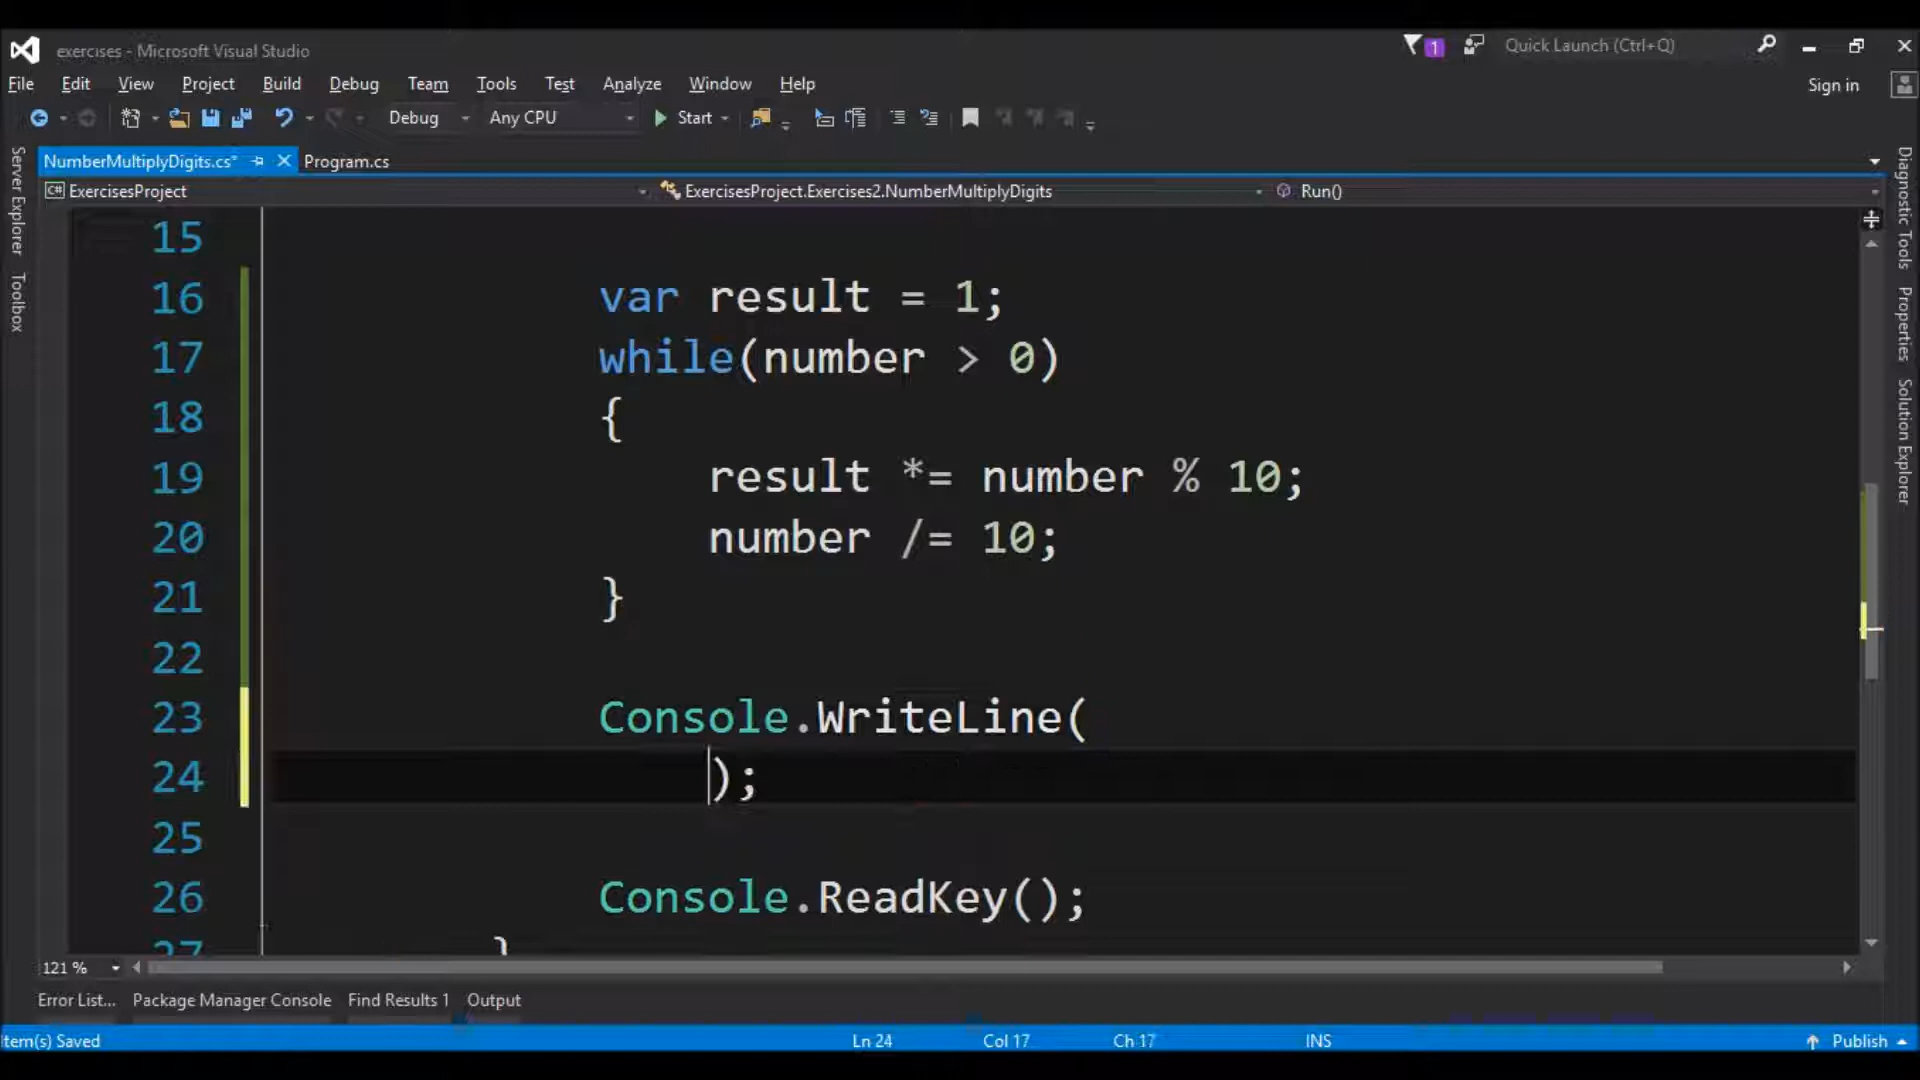 exercises - Microsoft Visual Studio
1
Quick Launch (Ctrl+Q)
File Edit View Project Build Debug Team Tools Test Analyze Window Help
Sign in
Debug Any CPU Start
NumberMultiplyDigits.cs* Program.cs
C# ExercisesProject ExercisesProject.Exercises2.NumberMultiplyDigits Run()
Server Explorer
Toolbox
Diagnostic Tools
Properties
Solution Explorer
15
16 var result = 1;
17 while(number > 0)
18 {
19 result *= number % 10;
20 number /= 10;
21 }
22
23 Console.WriteLine(
24 );
25
26 Console.ReadKey();
27 }
121 %
Error List... Package Manager Console Find Results 1 Output
Item(s) Saved Ln 24 Col 17 Ch 17 INS Publish